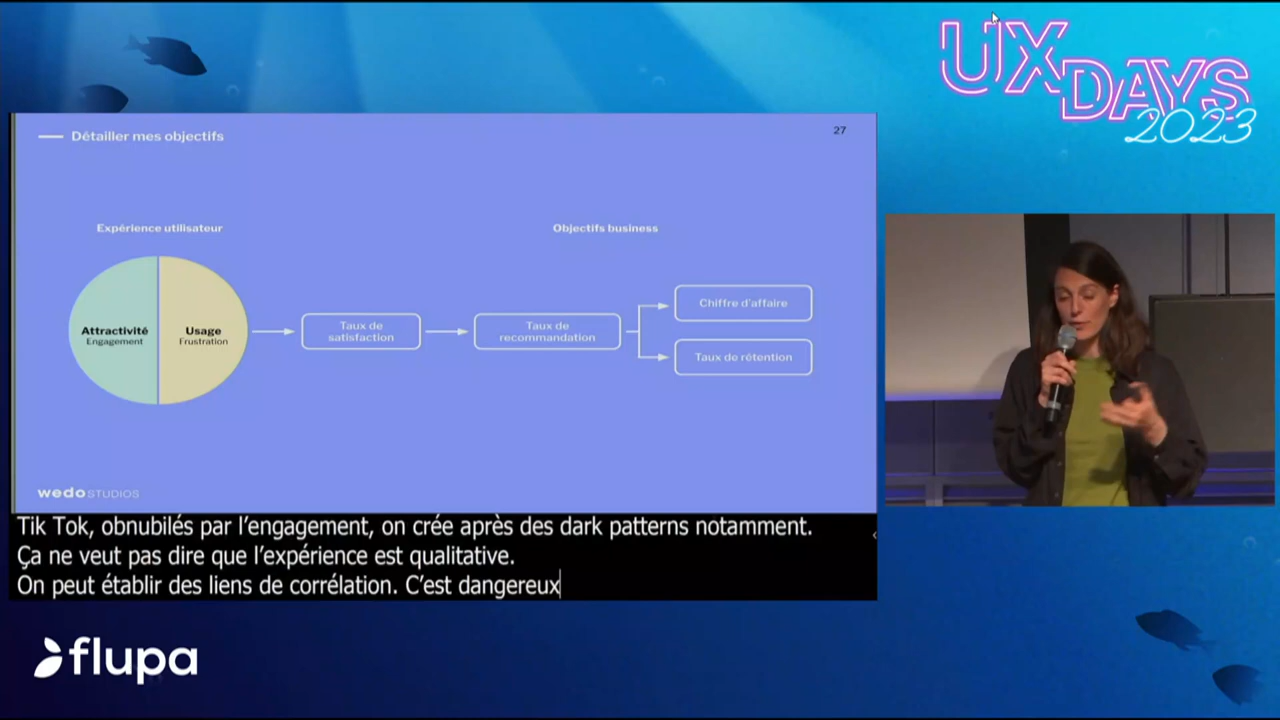 UX
DAYS
2023
Détailler mes objectifs
27
Expérience utilisateur
Objectifs business
Attractivité
Engagement
Usage
Frustration
Taux de
satisfaction
Taux de
recommandation
Chiffre d'affaire
Taux de rétention
wedo STUDIOS
Tik Tok, obnubilés par l'engagement, on crée après des dark patterns notamment.
Ça ne veut pas dire que l'expérience est qualitative.
On peut établir des liens de corrélation. C'est dangereux
flupa